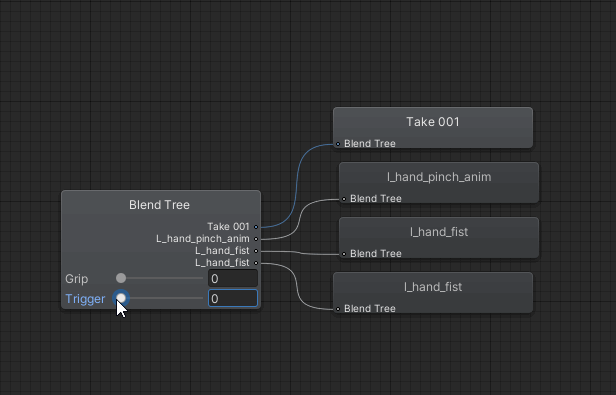 Blend Tree
Take 001
L_hand_pinch_anim
L_hand_fist
L_hand_fist
Grip 0
Trigger 0
Take 001
Blend Tree
l_hand_pinch_anim
Blend Tree
l_hand_fist
Blend Tree
l_hand_fist
Blend Tree